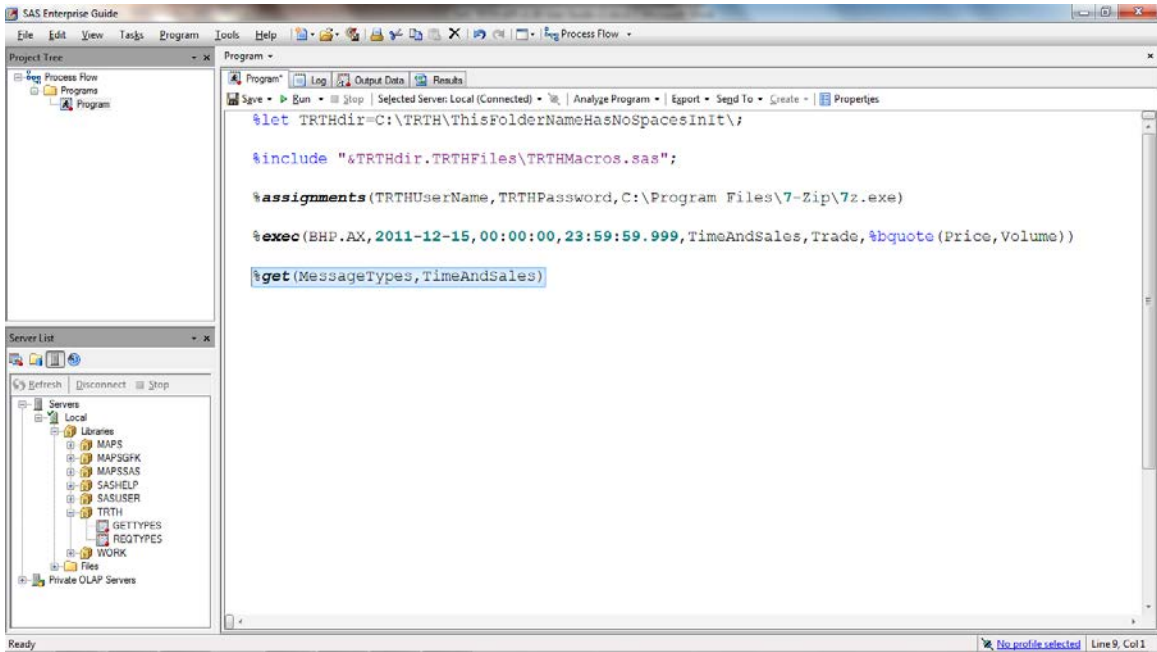 SAS Enterprise Guide
File Edit View Tasks Program Tools Help Process Flow
Project Tree
Process Flow
Programs
Program
Program
Program* Log Output Data Results
Save Run Stop Selected Server: Local (Connected) Analyze Program Export Send To Create Properties
%let TRTHdir=C:\TRTH\ThisFolderNameHasNoSpacesInIt\;
%include "&TRTHdir.TRTHFiles\TRTHMacros.sas";
%assignments(TRTHUserName,TRTHPassword,C:\Program Files\7-Zip\7z.exe)
%exec(BHP.AX,2011-12-15,00:00:00,23:59:59.999,TimeAndSales,Trade,%bquote(Price,Volume))
%get(MessageTypes,TimeAndSales)
Server List
Refresh Disconnect Stop
Servers
Local
Libraries
MAPS
MAPSGFK
MAPSSAS
SASHELP
SASUSER
TRTH
GETTYPES
REQTYPES
WORK
Files
Private OLAP Servers
Ready
No profile selected Line 9, Col 1